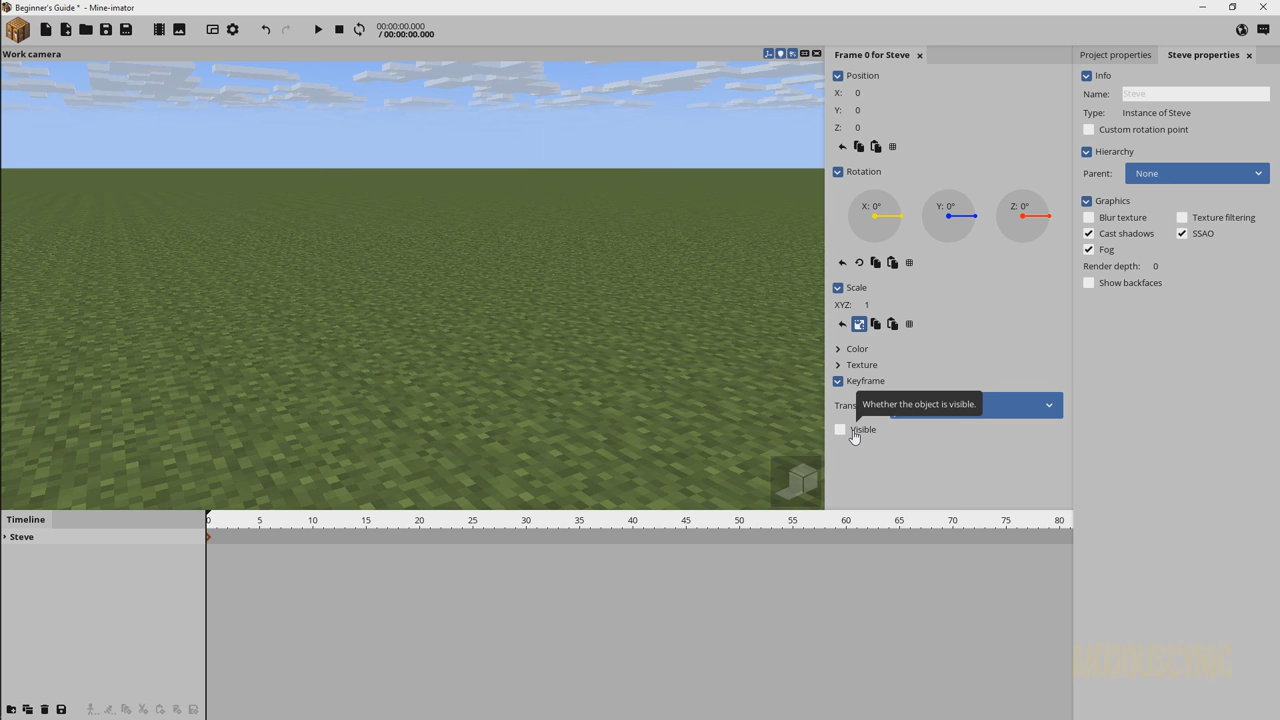 Beginner's Guide * - Mine-imator
00:00:00.000
/ 00:00:00.000
Work camera
Frame 0 for Steve
Project properties
Steve properties
Position
X: 0
Y: 0
Z: 0
Rotation
X: 0°
Y: 0°
Z: 0°
Scale
XYZ: 1
Color
Texture
Keyframe
Whether the object is visible.
Visible
Info
Name: Steve
Type: Instance of Steve
Custom rotation point
Hierarchy
Parent: None
Graphics
Blur texture
Texture filtering
Cast shadows
SSAO
Fog
Render depth: 0
Show backfaces
Timeline
0 5 10 15 20 25 30 35 40 45 50 55 60 65 70 75 80
Steve